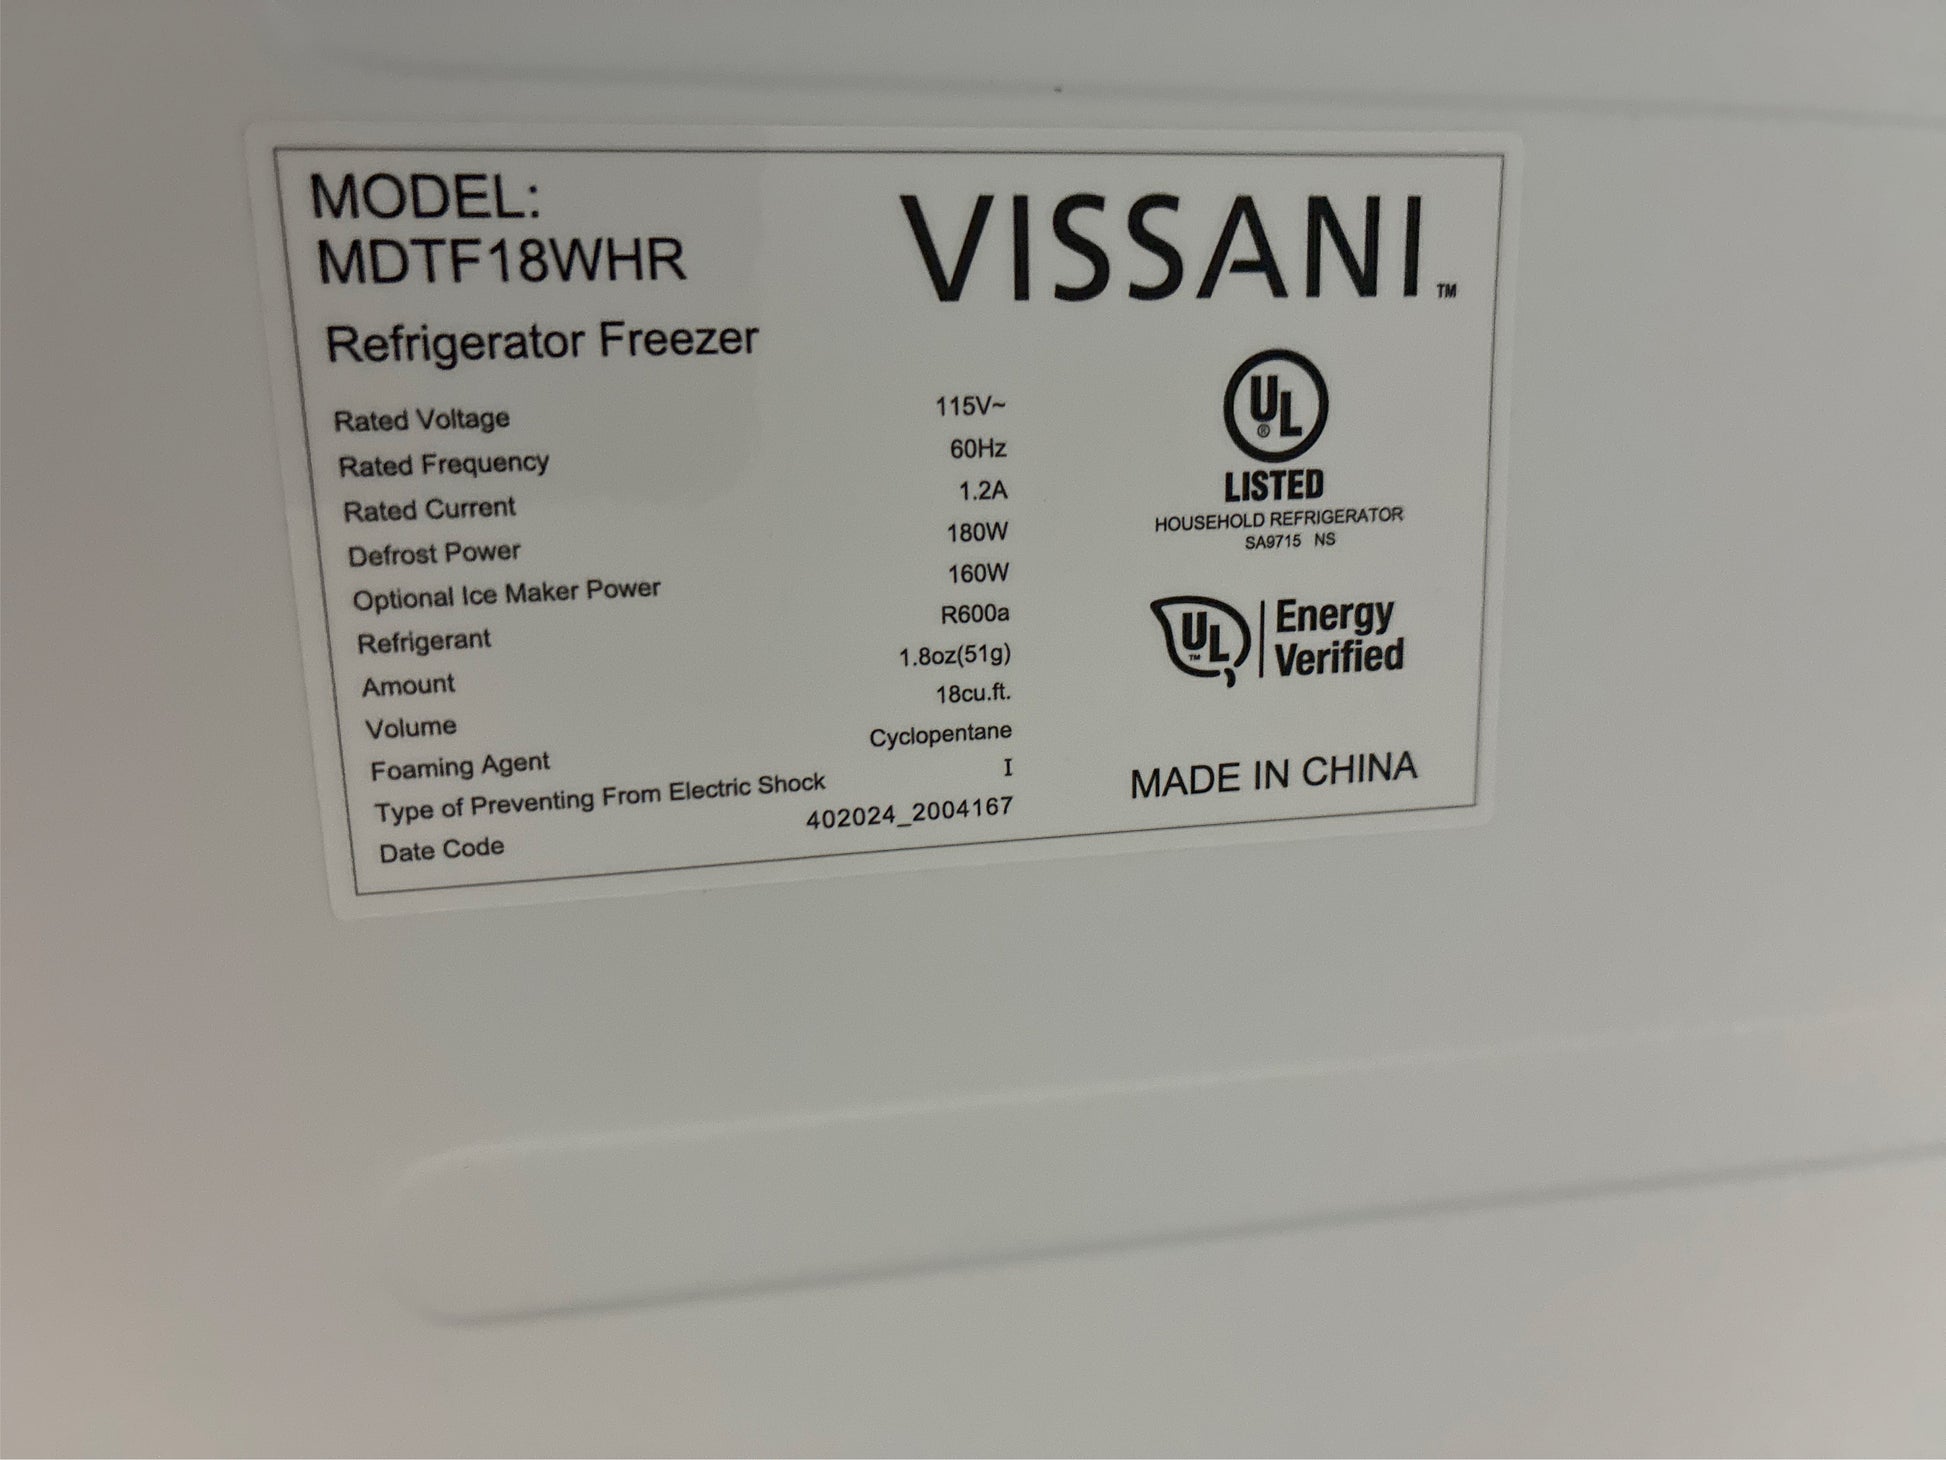 MODEL:
MDTF18WHR
Refrigerator Freezer
VISSANI™
Rated Voltage 115V~
Rated Frequency 60Hz
Rated Current 1.2A
Defrost Power 180W
Optional Ice Maker Power 160W
Refrigerant R600a
Amount 1.8oz(51g)
Volume 18cu.ft.
Foaming Agent Cyclopentane
Type of Preventing From Electric Shock I
Date Code 402024_2004167
UL®
LISTED
HOUSEHOLD REFRIGERATOR
SA9715 NS
UL™ Energy
Verified
MADE IN CHINA